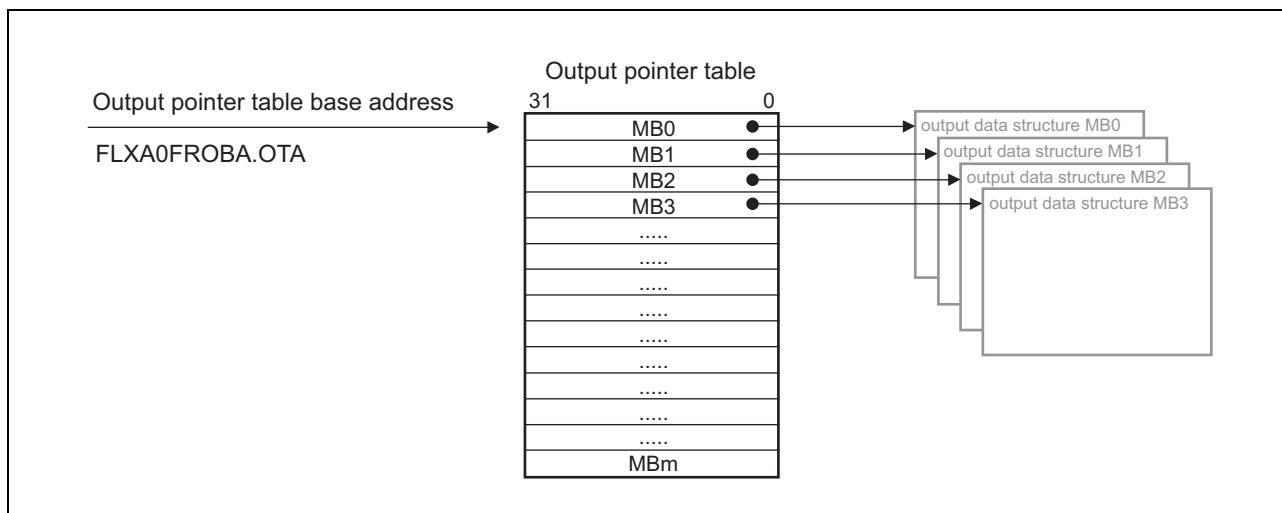 Output pointer table
Output pointer table base address
FLXA0FROBA.OTA
31 0
MB0
MB1
MB2
MB3
.....
.....
.....
.....
.....
.....
.....
.....
.....
MBm
output data structure MB0
output data structure MB1
output data structure MB2
output data structure MB3